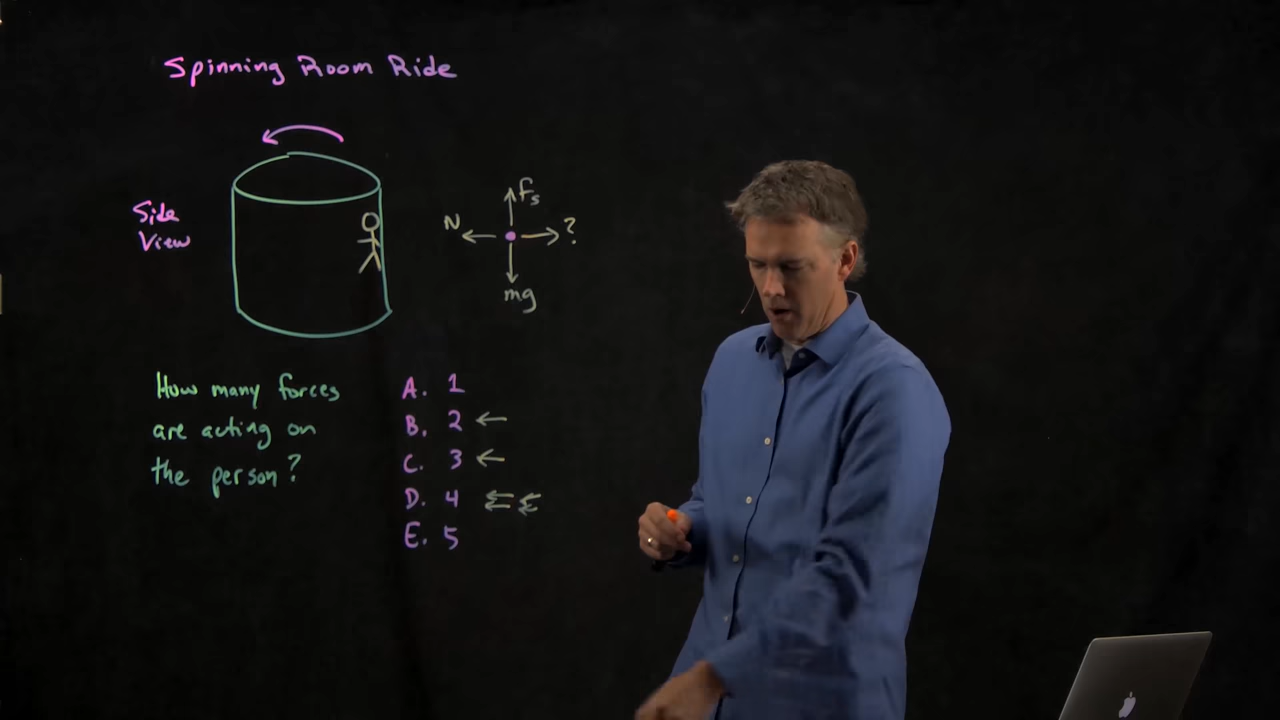 Spinning Room Ride
Side
View
fs
N
?
mg
How many forces
are acting on
the person?
A. 1
B. 2
C. 3
D. 4
E. 5